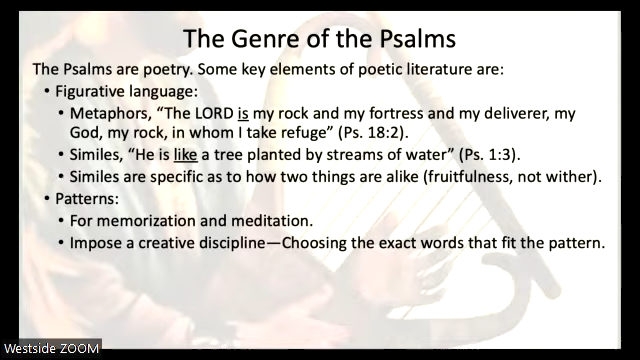 The Genre of the Psalms
The Psalms are poetry. Some key elements of poetic literature are:
• Figurative language:
• Metaphors, “The LORD is my rock and my fortress and my deliverer, my
God, my rock, in whom I take refuge” (Ps. 18:2).
• Similes, “He is like a tree planted by streams of water” (Ps. 1:3).
• Similes are specific as to how two things are alike (fruitfulness, not wither).
• Patterns:
• For memorization and meditation.
• Impose a creative discipline—Choosing the exact words that fit the pattern.
Westside ZOOM